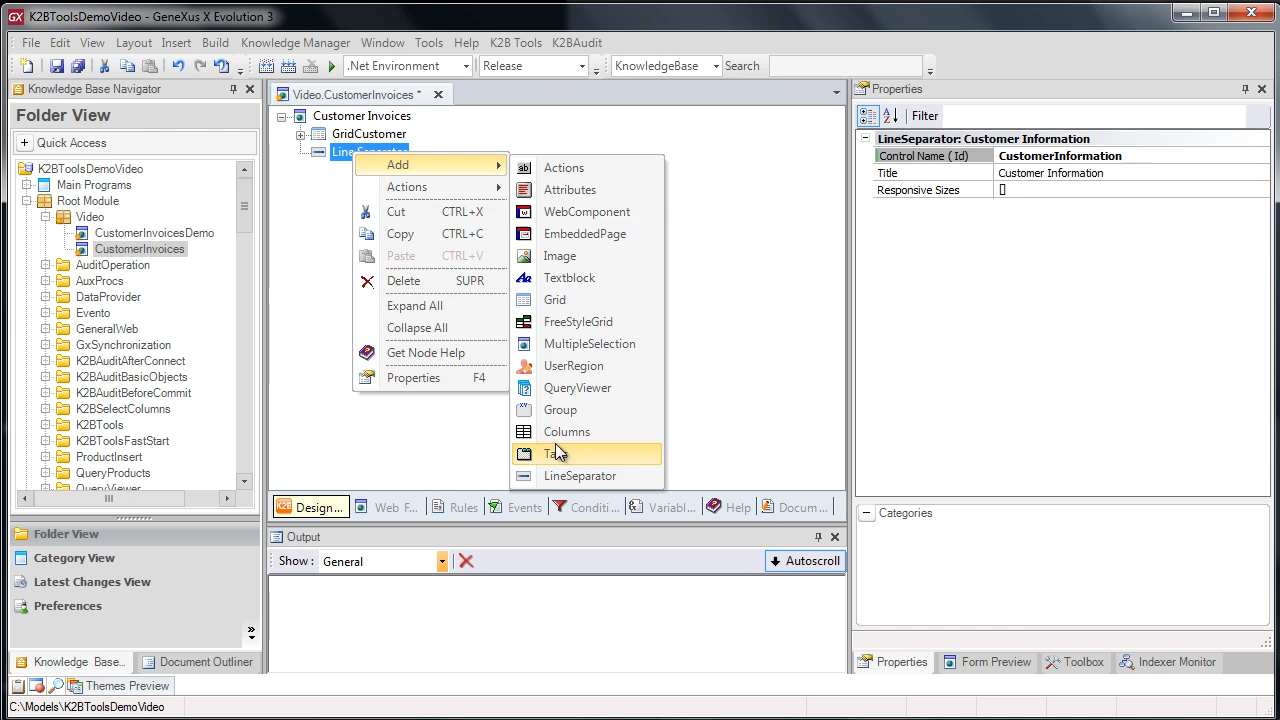 GX K2BToolsDemoVideo - GeneXus X Evolution 3
File Edit View Layout Insert Build Knowledge Manager Window Tools Help K2B Tools K2BAudit
.Net Environment Release KnowledgeBase Search
Knowledge Base Navigator
Folder View
Quick Access
K2BToolsDemoVideo
Main Programs
Root Module
Video
CustomerInvoicesDemo
CustomerInvoices
AuditOperation
AuxProcs
DataProvider
Evento
GeneralWeb
GxSynchronization
K2BAuditAfterConnect
K2BAuditBasicObjects
K2BAuditBeforeCommit
K2BSelectColumns
K2BTools
K2BToolsFastStart
ProductInsert
QueryProducts
QueryViewer
Folder View
Category View
Latest Changes View
Preferences
Knowledge Base... Document Outliner
Video.CustomerInvoices *
Customer Invoices
GridCustomer
Add
Actions
Cut CTRL+X
Copy CTRL+C
Paste CTRL+V
Delete SUPR
Expand All
Collapse All
Get Node Help
Properties F4
Actions
Attributes
WebComponent
EmbeddedPage
Image
Textblock
Grid
FreeStyleGrid
MultipleSelection
UserRegion
QueryViewer
Group
Columns
LineSeparator
Design... Web F... Rules Events Conditi... Variabl... Help Docum...
Output
Show: General Autoscroll
Properties
Filter
LineSeparator: Customer Information
Control Name ( Id) CustomerInformation
Title Customer Information
Responsive Sizes []
Categories
Properties Form Preview Toolbox Indexer Monitor
Themes Preview
C:\Models\K2BToolsDemoVideo